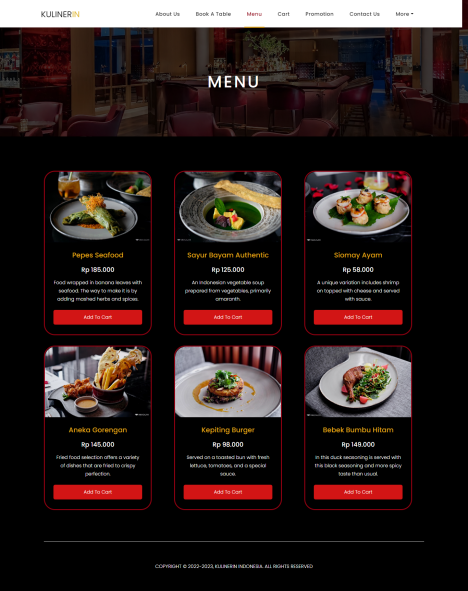 KULINERIN
About Us
Book A Table
Menu
Cart
Promotion
Contact Us
More
MENU
Pepes Seafood
Rp 185.000
Food wrapped in banana leaves with
seafood. The way to make it is by
adding mashed herbs and spices.
Add To Cart
Sayur Bayam Authentic
Rp 125.000
An Indonesian vegetable soup
prepared from vegetables, primarily
amaranth.
Add To Cart
Siomay Ayam
Rp 58.000
A unique variation includes shrimp
on topped with cheese and served
with sauce.
Add To Cart
Aneka Gorengan
Rp 145.000
Fried food selection offers a variety
of dishes that are fried to crispy
perfection.
Add To Cart
Kepiting Burger
Rp 98.000
Served on a toasted bun with fresh
lettuce, tomatoes, and a special
sauce.
Add To Cart
Bebek Bumbu Hitam
Rp 149.000
In this duck seasoning is served with
this black seasoning and more spicy
taste than usual.
Add To Cart
COPYRIGHT © 2022-2023, KULINERIN INDONESIA. ALL RIGHTS RESERVED